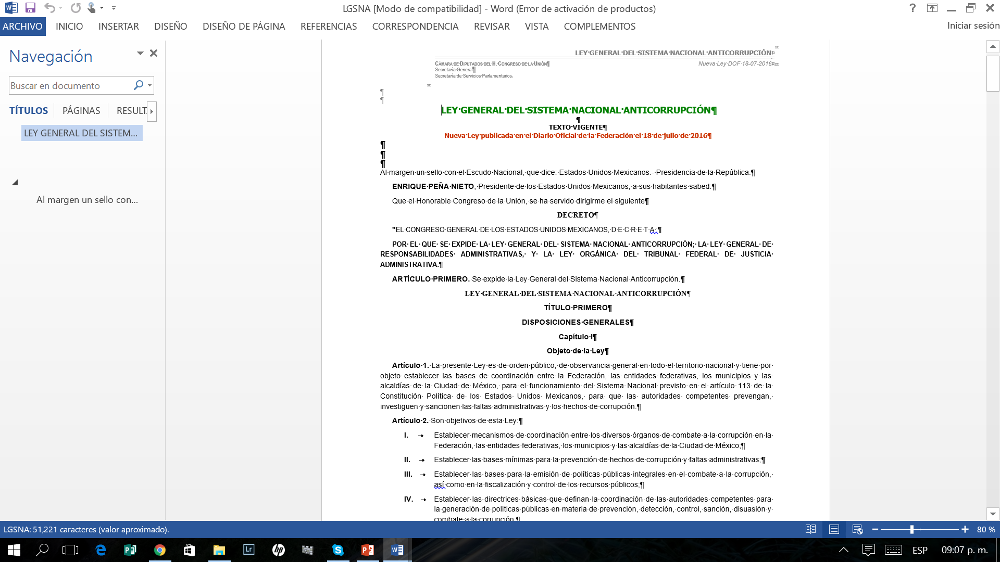 LGSNA [Modo de compatibilidad] - Word (Error de activación de productos)
ARCHIVO INICIO INSERTAR DISEÑO DISEÑO DE PÁGINA REFERENCIAS CORRESPONDENCIA REVISAR VISTA COMPLEMENTOS Iniciar sesión
Navegación
Buscar en documento
TÍTULOS PÁGINAS RESULT
LEY GENERAL DEL SISTEM...
Al margen un sello con...
LEY GENERAL DEL SISTEMA NACIONAL ANTICORRUPCIÓN
CÁMARA DE DIPUTADOS DEL H. CONGRESO DE LA UNIÓN¶ Nueva Ley DOF 18-07-2016
Secretaría General¶
Secretaría de Servicios Parlamentarios.
¶
¶
LEY GENERAL DEL SISTEMA NACIONAL ANTICORRUPCIÓN¶
¶
TEXTO VIGENTE¶
Nueva Ley publicada en el Diario Oficial de la Federación el 18 de julio de 2016¶
¶
¶
¶
Al margen un sello con el Escudo Nacional, que dice: Estados Unidos Mexicanos.- Presidencia de la República.¶
ENRIQUE PEÑA NIETO, Presidente de los Estados Unidos Mexicanos, a sus habitantes sabed:¶
Que el Honorable Congreso de la Unión, se ha servido dirigirme el siguiente¶
DECRETO¶
"EL CONGRESO GENERAL DE LOS ESTADOS UNIDOS MEXICANOS, D E C R E T A :¶
POR EL QUE SE EXPIDE LA LEY GENERAL DEL SISTEMA NACIONAL ANTICORRUPCIÓN; LA LEY GENERAL DE
RESPONSABILIDADES ADMINISTRATIVAS, Y LA LEY ORGÁNICA DEL TRIBUNAL FEDERAL DE JUSTICIA
ADMINISTRATIVA.¶
ARTÍCULO PRIMERO. Se expide la Ley General del Sistema Nacional Anticorrupción.¶
LEY GENERAL DEL SISTEMA NACIONAL ANTICORRUPCIÓN¶
TÍTULO PRIMERO¶
DISPOSICIONES GENERALES¶
Capítulo I¶
Objeto de la Ley¶
Artículo 1. La presente Ley es de orden público, de observancia general en todo el territorio nacional y tiene por
objeto establecer las bases de coordinación entre la Federación, las entidades federativas, los municipios y las
alcaldías de la Ciudad de México, para el funcionamiento del Sistema Nacional previsto en el artículo 113 de la
Constitución Política de los Estados Unidos Mexicanos, para que las autoridades competentes prevengan,
investiguen y sancionen las faltas administrativas y los hechos de corrupción.¶
Artículo 2. Son objetivos de esta Ley:¶
I. → Establecer mecanismos de coordinación entre los diversos órganos de combate a la corrupción en la
Federación, las entidades federativas, los municipios y las alcaldías de la Ciudad de México;¶
II. → Establecer las bases mínimas para la prevención de hechos de corrupción y faltas administrativas;¶
III. → Establecer las bases para la emisión de políticas públicas integrales en el combate a la corrupción,
así como en la fiscalización y control de los recursos públicos;¶
IV. → Establecer las directrices básicas que definan la coordinación de las autoridades competentes para
la generación de políticas públicas en materia de prevención, detección, control, sanción, disuasión y
combate a la corrupción;¶
LGSNA: 51,221 caracteres (valor aproximado). 80 %
ESP 09:07 p. m.